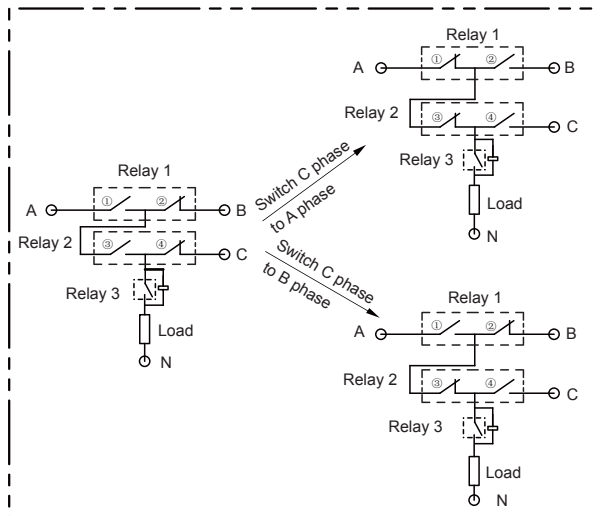 Relay 1
A ① ② B
Relay 2 ③ ④ C
Relay 3
Load
N
Switch C phase
to A phase
Switch C phase
to B phase
Relay 1
A ① ② B
Relay 2 ③ ④ C
Relay 3
Load
N
Relay 1
A ① ② B
Relay 2 ③ ④ C
Relay 3
Load
N